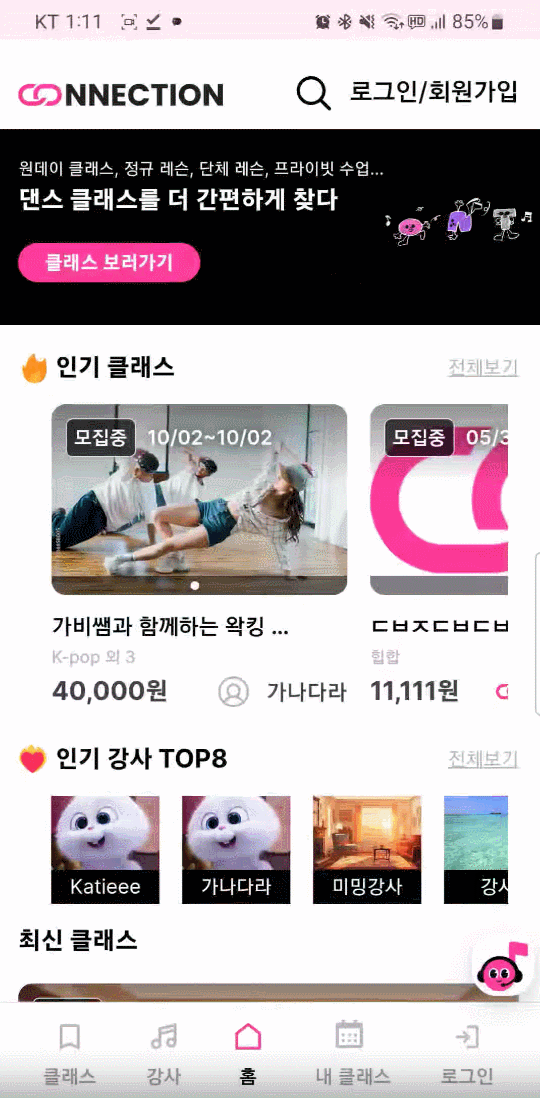 KT 1:11
HD 85%
CONNECTION
로그인/회원가입
원데이 클래스, 정규 레슨, 단체 레슨, 프라이빗 수업...
댄스 클래스를 더 간편하게 찾다
클래스 보러가기
인기 클래스
전체보기
모집중 10/02~10/02
모집중 05/3
가비쌤과 함께하는 왁킹 ...
K-pop 외 3
40,000원
가나다라
ㄷㅂㅈㄷㅂㄷㅂ
힙합
11,111원
인기 강사 TOP8
전체보기
Katieee
가나다라
미밍강사
강사
최신 클래스
클래스
강사
홈
내 클래스
로그인